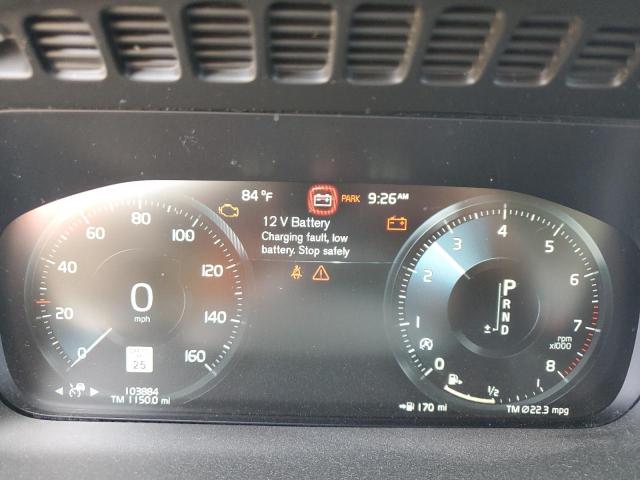 84 °F PARK 9:26AM
12 V Battery
Charging fault, low
battery. Stop safely
0 20 40 60 80 100 120 140 160
0
mph
25
103884
TM 1150.0 mi
0 1 2 3 4 5 6 7 8
P
R
N
± D
rpm
x1000
1/2 1
170 mi
TM Ø22.3 mpg